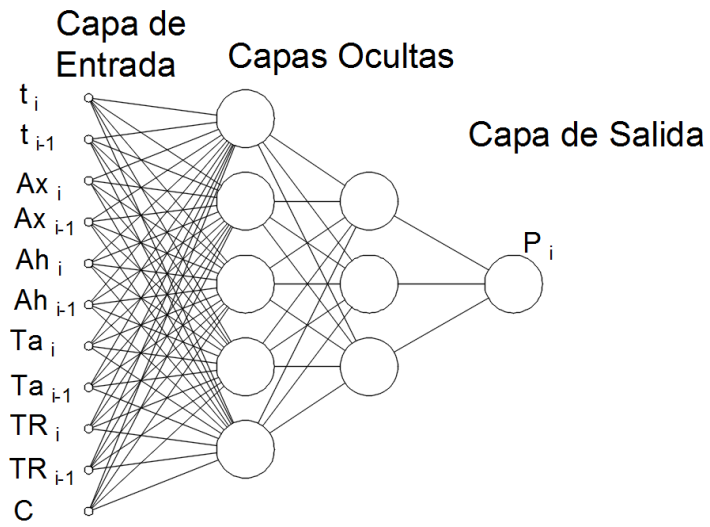 Capa de
Entrada
Capas Ocultas
Capa de Salida
t i
t i-1
Ax i
Ax i-1
Ah i
Ah i-1
Ta i
Ta i-1
TR i
TR i-1
C
P i